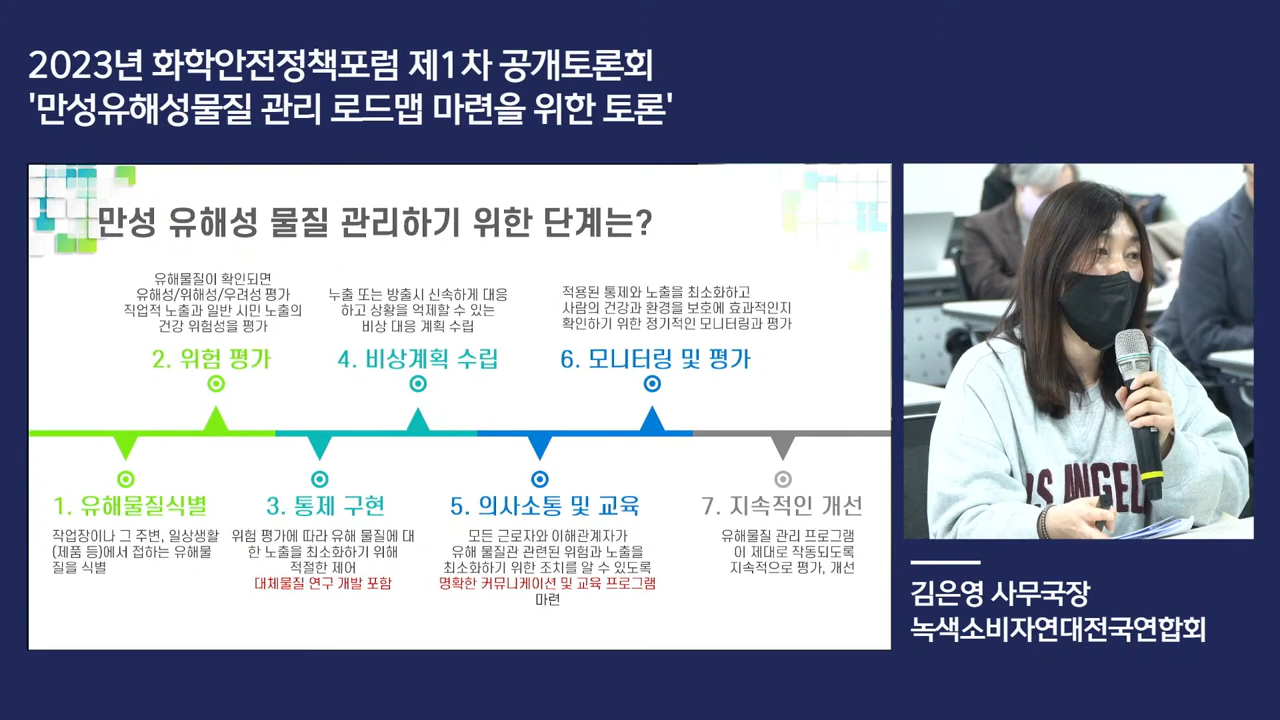 2023년 화학안전정책포럼 제1차 공개토론회
'만성유해성물질 관리 로드맵 마련을 위한 토론'
만성 유해성 물질 관리하기 위한 단계는?
유해물질이 확인되면
유해성/위해성/우려성 평가
직업적 노출과 일반 시민 노출의
건강 위험성을 평가
2. 위험 평가
누출 또는 방출시 신속하게 대응
하고 상황을 억제할 수 있는
비상 대응 계획 수립
4. 비상계획 수립
적용된 통제와 노출을 최소화하고
사람의 건강과 환경을 보호에 효과적인지
확인하기 위한 정기적인 모니터링과 평가
6. 모니터링 및 평가
1. 유해물질식별
작업장이나 그 주변, 일상생활
(제품 등)에서 접하는 유해물
질을 식별
3. 통제 구현
위험 평가에 따라 유해 물질에 대
한 노출을 최소화하기 위해
적절한 제어
대체물질 연구 개발 포함
5. 의사소통 및 교육
모든 근로자와 이해관계자가
유해 물질관 관련된 위험과 노출을
최소화하기 위한 조치를 알 수 있도록
명확한 커뮤니케이션 및 교육 프로그램
마련
7. 지속적인 개선
유해물질 관리 프로그램
이 제대로 작동되도록
지속적으로 평가, 개선
OS ANGEL
김은영 사무국장
녹색소비자연대전국연합회